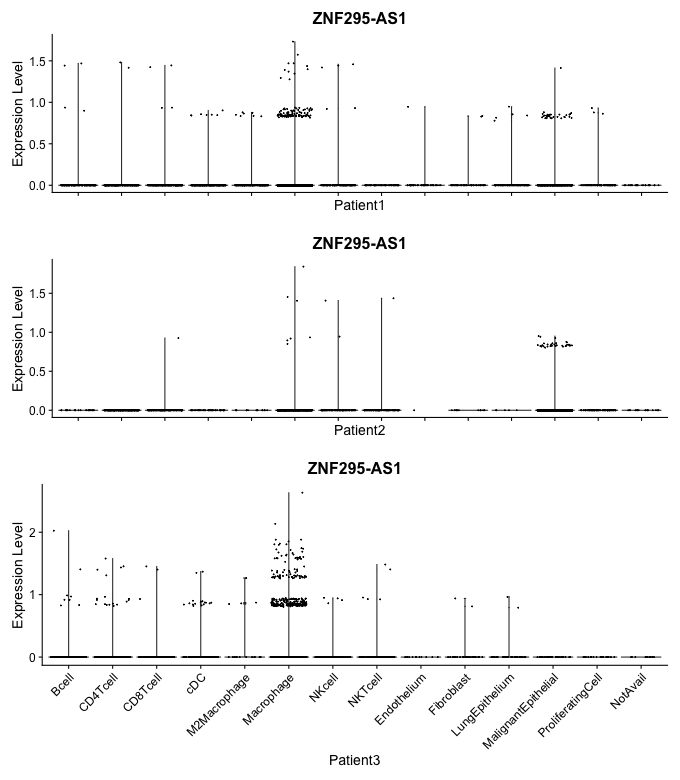 ZNF295-AS1
Expression Level
1.5
1.0
0.5
0.0
Patient1
ZNF295-AS1
Expression Level
1.5
1.0
0.5
0.0
Patient2
ZNF295-AS1
Expression Level
2
1
0
Bcell
CD4Tcell
CD8Tcell
cDC
M2Macrophage
Macrophage
NKcell
NKTcell
Endothelium
Fibroblast
LungEpithelium
MalignantEpithelial
ProliferatingCell
NotAvail
Patient3